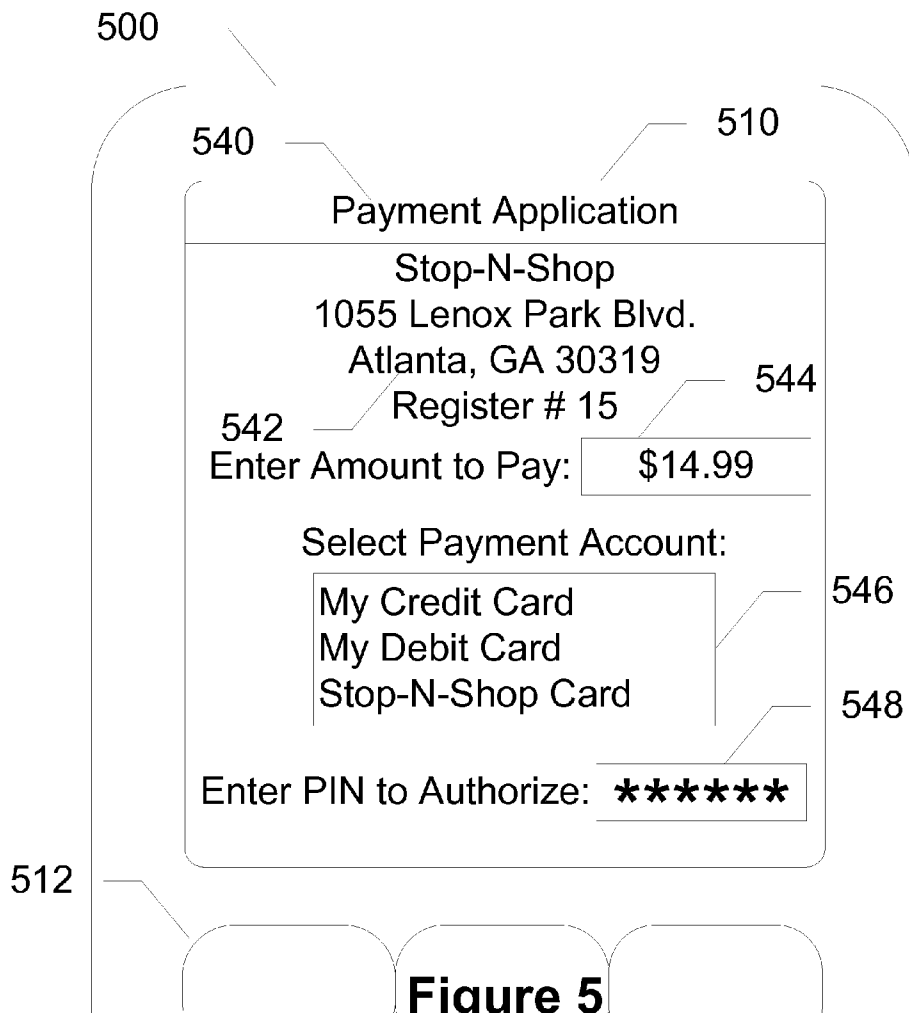 500
510
540
Payment Application
Stop-N-Shop
1055 Lenox Park Blvd.
Atlanta, GA 30319
544
Register # 15
542
Enter Amount to Pay: $14.99
Select Payment Account:
546
My Credit Card
My Debit Card
Stop-N-Shop Card
548
Enter PIN to Authorize: ******
512
Figure 5